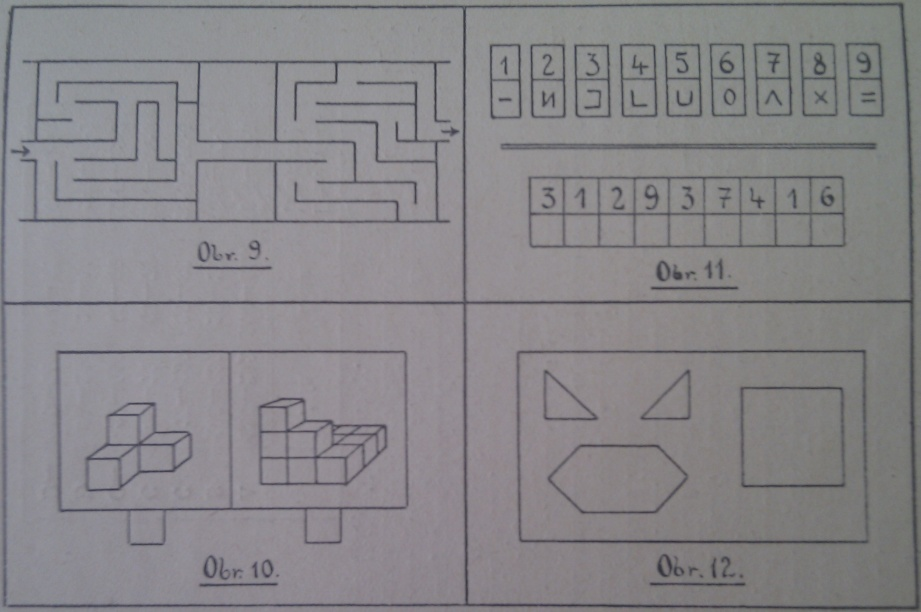 1 2 3 4 5 6 7 8 9
- И ⊐ L U O Λ × =
3 1 2 9 3 7 4 1 6
Obr. 9.
Obr. 11.
Obr. 10.
Obr. 12.